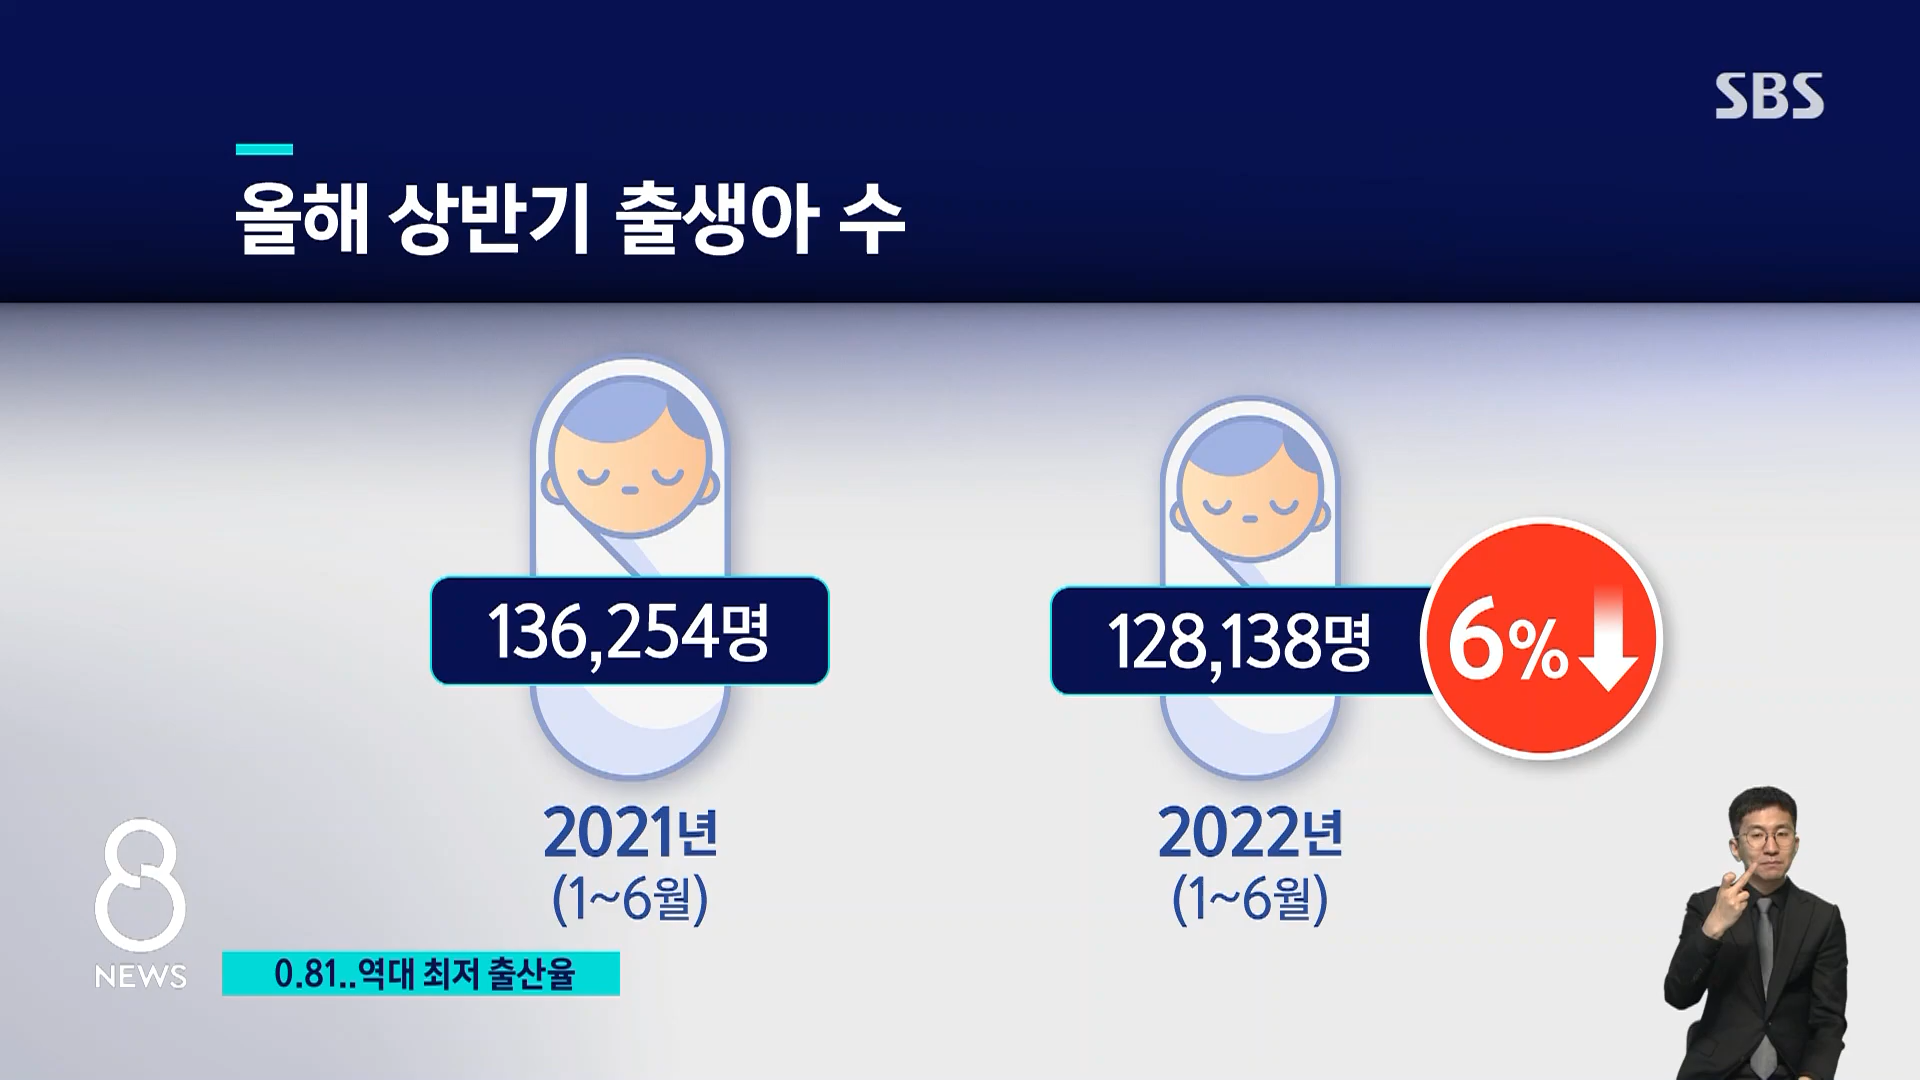 SBS
올해 상반기 출생아 수
136,254명
128,138명
6%
2021년
(1~6월)
2022년
(1~6월)
8
NEWS
0.81..역대 최저 출산율